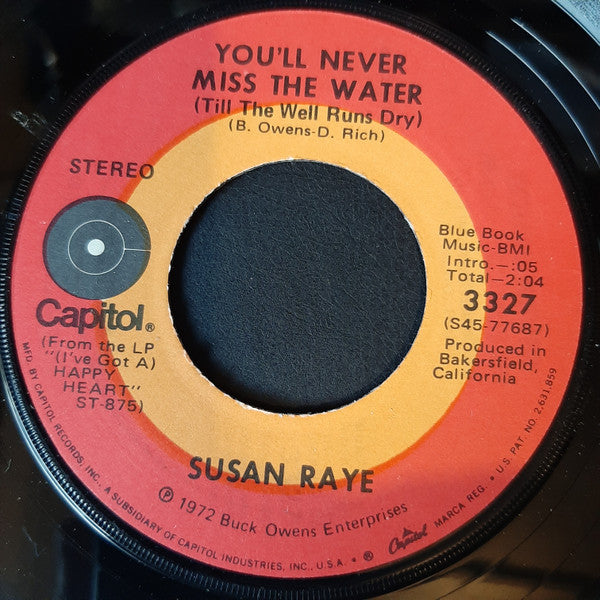 YOU'LL NEVER
MISS THE WATER
(Till The Well Runs Dry)
(B. Owens-D. Rich)
STEREO
Capitol®
(From the LP
"(I've Got A)
HAPPY
HEART"
ST-875)
Blue Book
Music-BMI
Intro.—:05
Total—2:04
3327
(S45-77687)
Produced in
Bakersfield,
California
SUSAN RAYE
℗ 1972 Buck Owens Enterprises
MFD. BY CAPITOL RECORDS, INC., A SUBSIDIARY OF CAPITOL INDUSTRIES, INC., U.S.A. • ® Capitol MARCA REG. • U.S. PAT. NO. 2,631,859